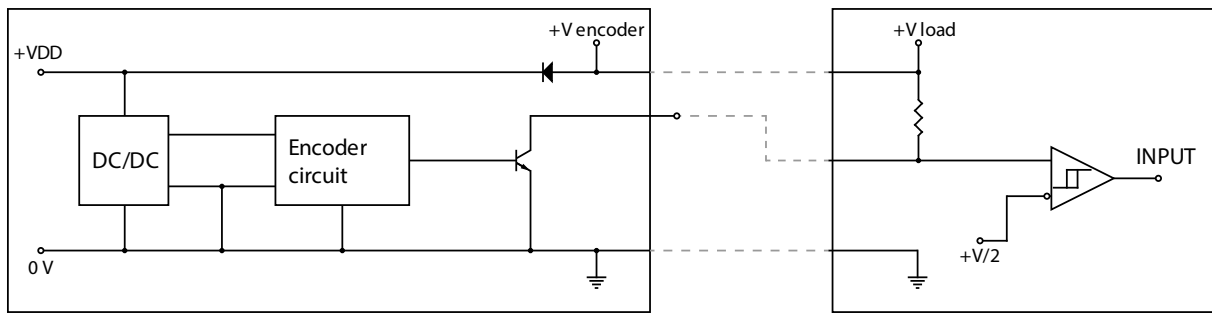 +V encoder
+V load
+VDD
DC/DC
Encoder
circuit
INPUT
0 V
+V/2